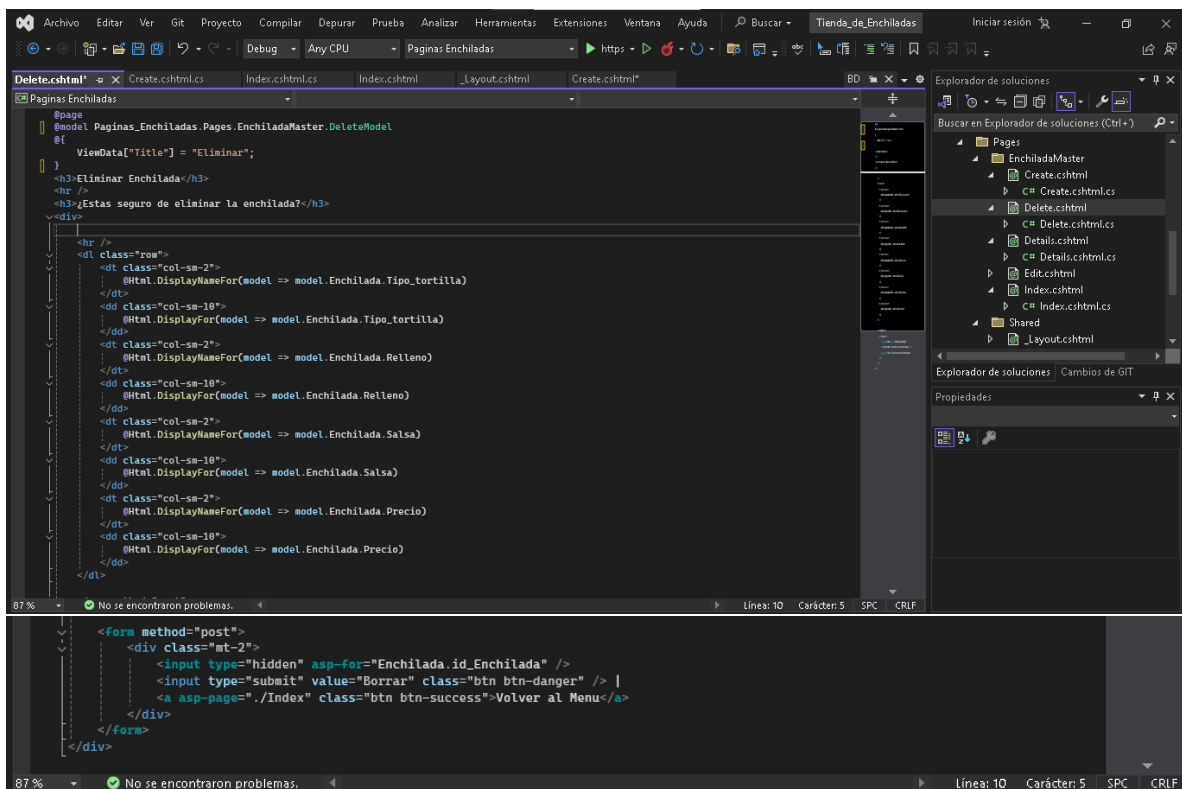 Archivo Editar Ver Git Proyecto Compilar Depurar Prueba Analizar Herramientas Extensiones Ventana Ayuda Buscar Tienda_de_Enchiladas Iniciar sesión
Debug Any CPU Paginas Enchiladas https
Delete.cshtml* Create.cshtml.cs Index.cshtml.cs Index.cshtml _Layout.cshtml Create.cshtml* BD
Paginas Enchiladas
@page
@model Paginas_Enchiladas.Pages.EnchiladaMaster.DeleteModel
@{
ViewData["Title"] = "Eliminar";
}
<h3>Eliminar Enchilada</h3>
<hr />
<h3>¿Estas seguro de eliminar la enchilada?</h3>
<div>
<hr />
<dl class="row">
<dt class="col-sm-2">
@Html.DisplayNameFor(model => model.Enchilada.Tipo_tortilla)
</dt>
<dd class="col-sm-10">
@Html.DisplayFor(model => model.Enchilada.Tipo_tortilla)
</dd>
<dt class="col-sm-2">
@Html.DisplayNameFor(model => model.Enchilada.Relleno)
</dt>
<dd class="col-sm-10">
@Html.DisplayFor(model => model.Enchilada.Relleno)
</dd>
<dt class="col-sm-2">
@Html.DisplayNameFor(model => model.Enchilada.Salsa)
</dt>
<dd class="col-sm-10">
@Html.DisplayFor(model => model.Enchilada.Salsa)
</dd>
<dt class="col-sm-2">
@Html.DisplayNameFor(model => model.Enchilada.Precio)
</dt>
<dd class="col-sm-10">
@Html.DisplayFor(model => model.Enchilada.Precio)
</dd>
</dl>
87 % No se encontraron problemas. Línea: 10 Carácter: 5 SPC CRLF
Explorador de soluciones
Buscar en Explorador de soluciones (Ctrl+´)
Pages
EnchiladaMaster
Create.cshtml
C# Create.cshtml.cs
Delete.cshtml
C# Delete.cshtml.cs
Details.cshtml
C# Details.cshtml.cs
Edit.cshtml
Index.cshtml
C# Index.cshtml.cs
Shared
_Layout.cshtml
Explorador de soluciones Cambios de GIT
Propiedades
<form method="post">
<div class="mt-2">
<input type="hidden" asp-for="Enchilada.id_Enchilada" />
<input type="submit" value="Borrar" class="btn btn-danger" /> |
<a asp-page="./Index" class="btn btn-success">Volver al Menu</a>
</div>
</form>
</div>
87 % No se encontraron problemas. Línea: 10 Carácter: 5 SPC CRLF